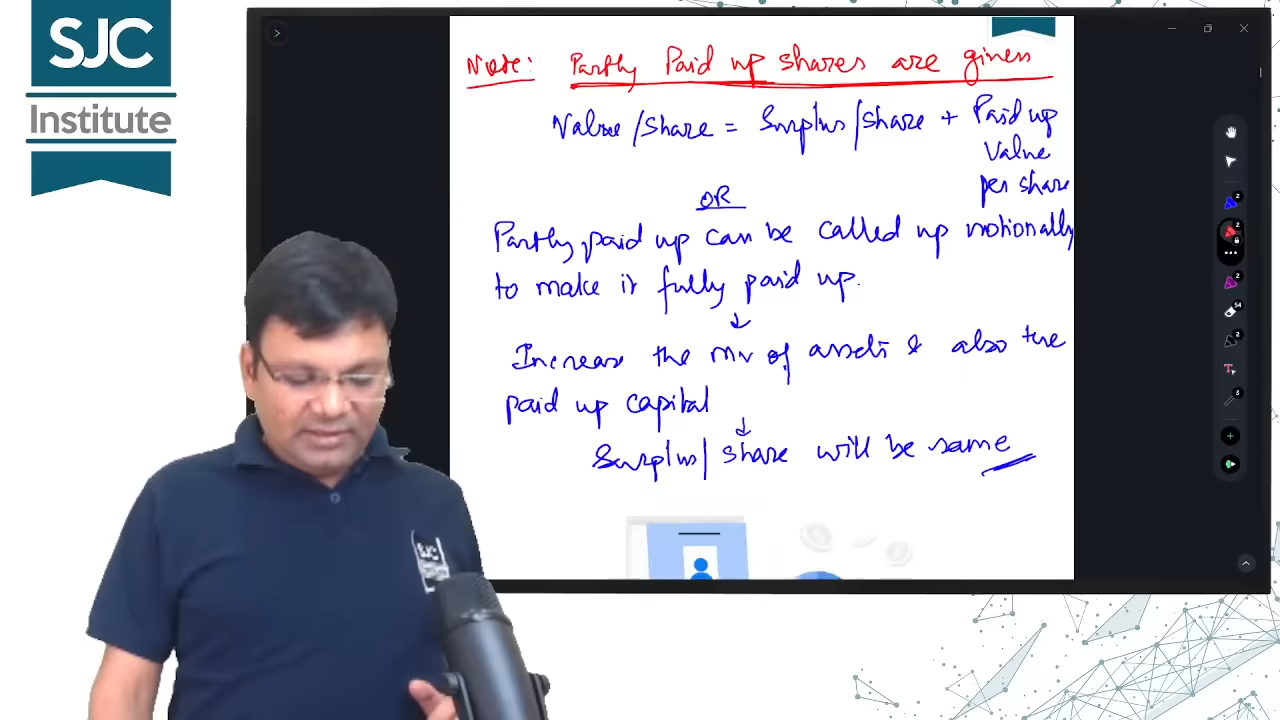 SJC
Institute
Note: Partly Paid up shares are given
Value/share = Surplus/share + Paid up
Value
per share
OR
Partly paid up can be called up notionally
to make it fully paid up.
Increase the mv of assets & also the
paid up capital
Surplus/share will be same
SJC
Institute